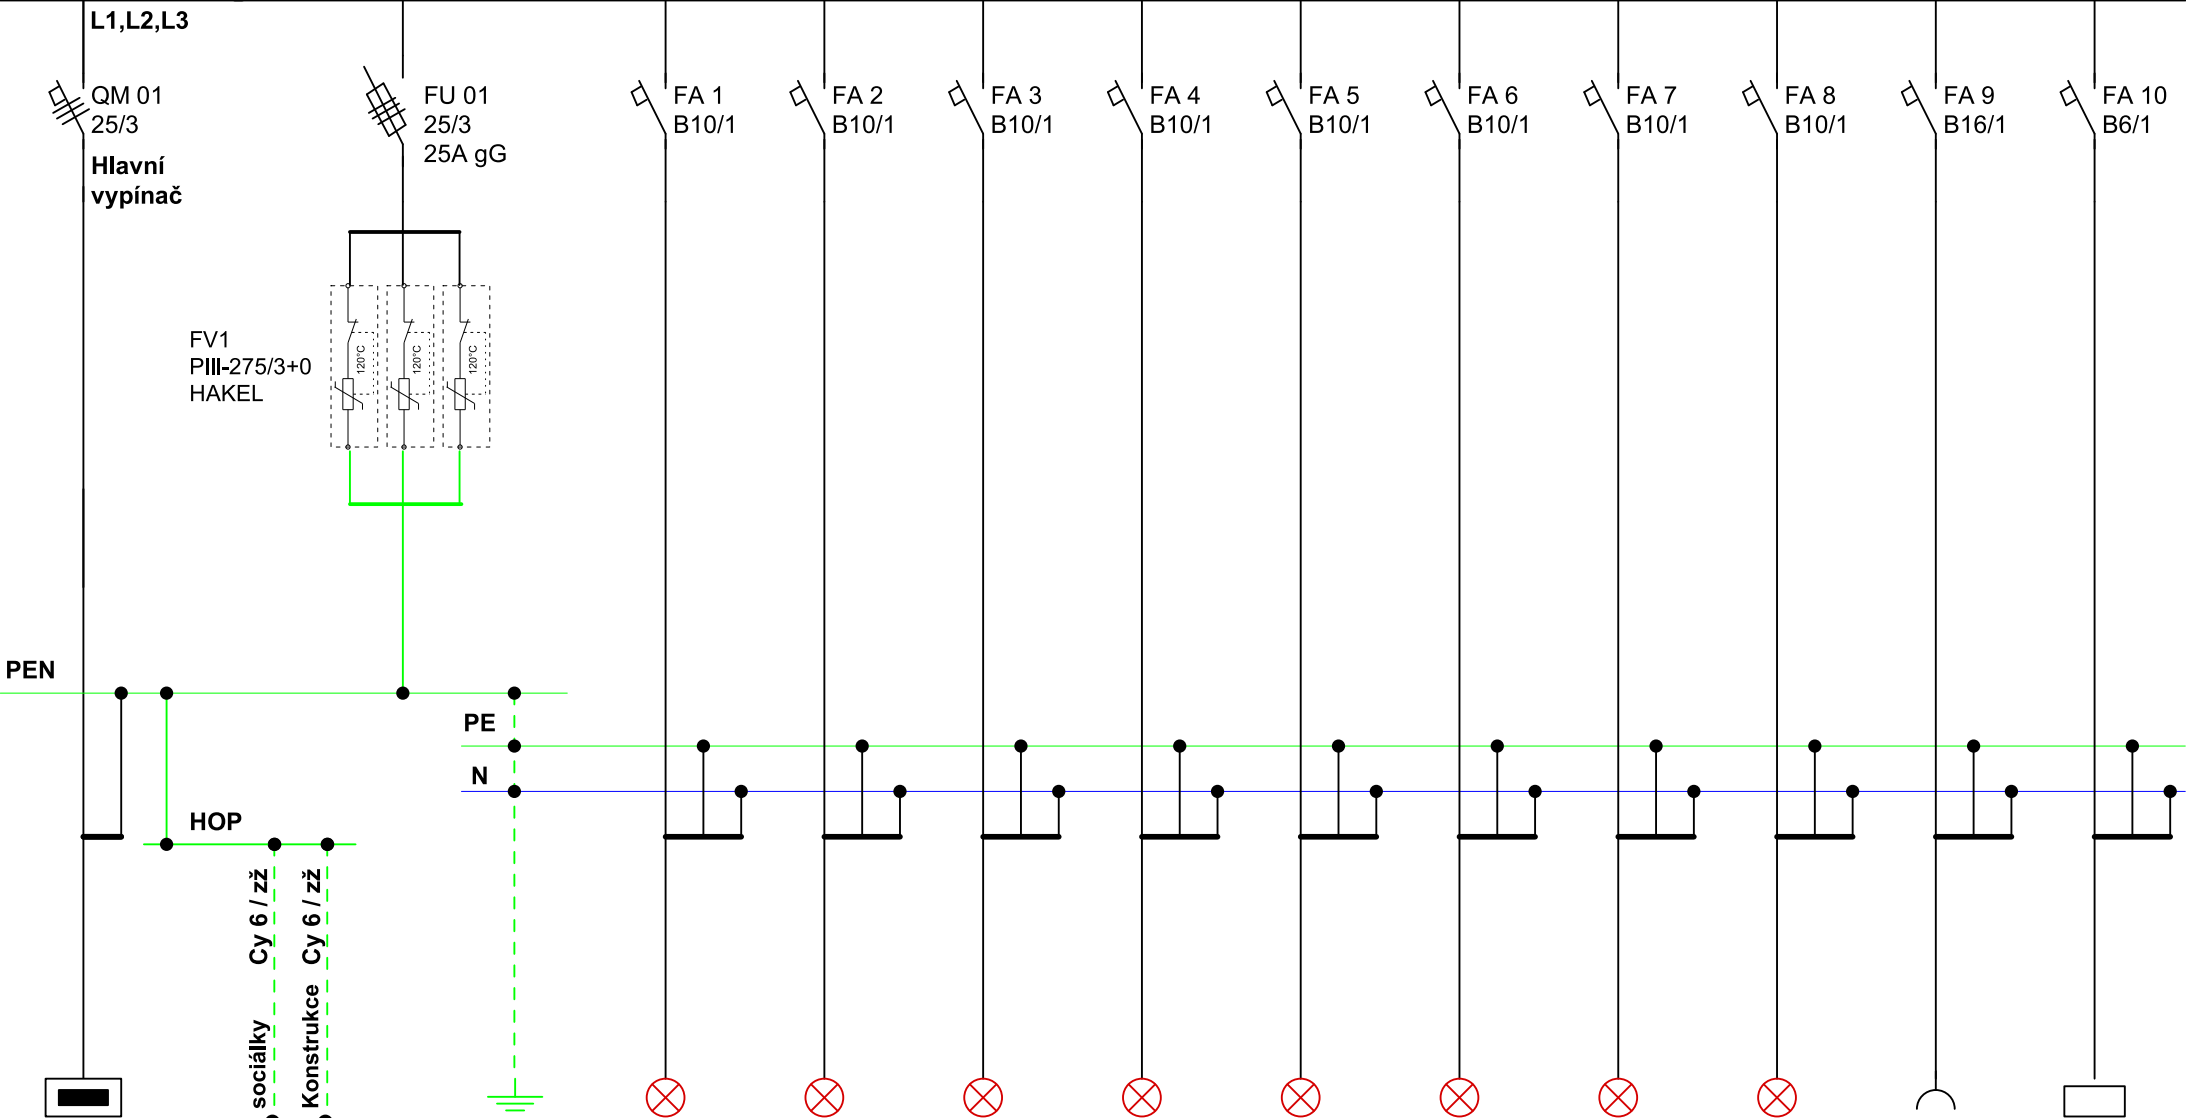 L1,L2,L3
QM 01
25/3
Hlavní
vypínač
FU 01
25/3
25A gG
FA 1
B10/1
FA 2
B10/1
FA 3
B10/1
FA 4
B10/1
FA 5
B10/1
FA 6
B10/1
FA 7
B10/1
FA 8
B10/1
FA 9
B16/1
FA 10
B6/1
FV1
PIII-275/3+0
HAKEL
120°C
120°C
120°C
PEN
PE
N
HOP
sociálky Cy 6 / zž
Konstrukce Cy 6 / zž